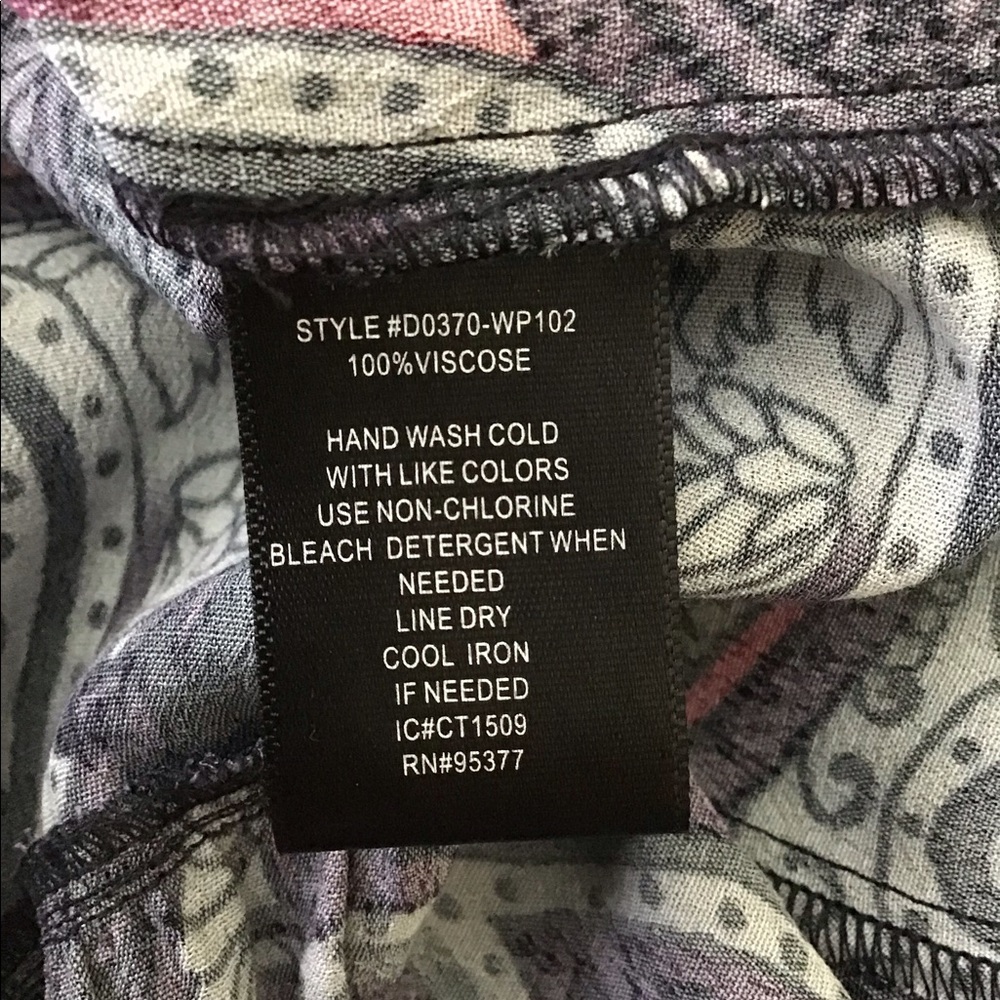 STYLE #D0370-WP102
100%VISCOSE
HAND WASH COLD
WITH LIKE COLORS
USE NON-CHLORINE
BLEACH DETERGENT WHEN
NEEDED
LINE DRY
COOL IRON
IF NEEDED
IC#CT1509
RN#95377